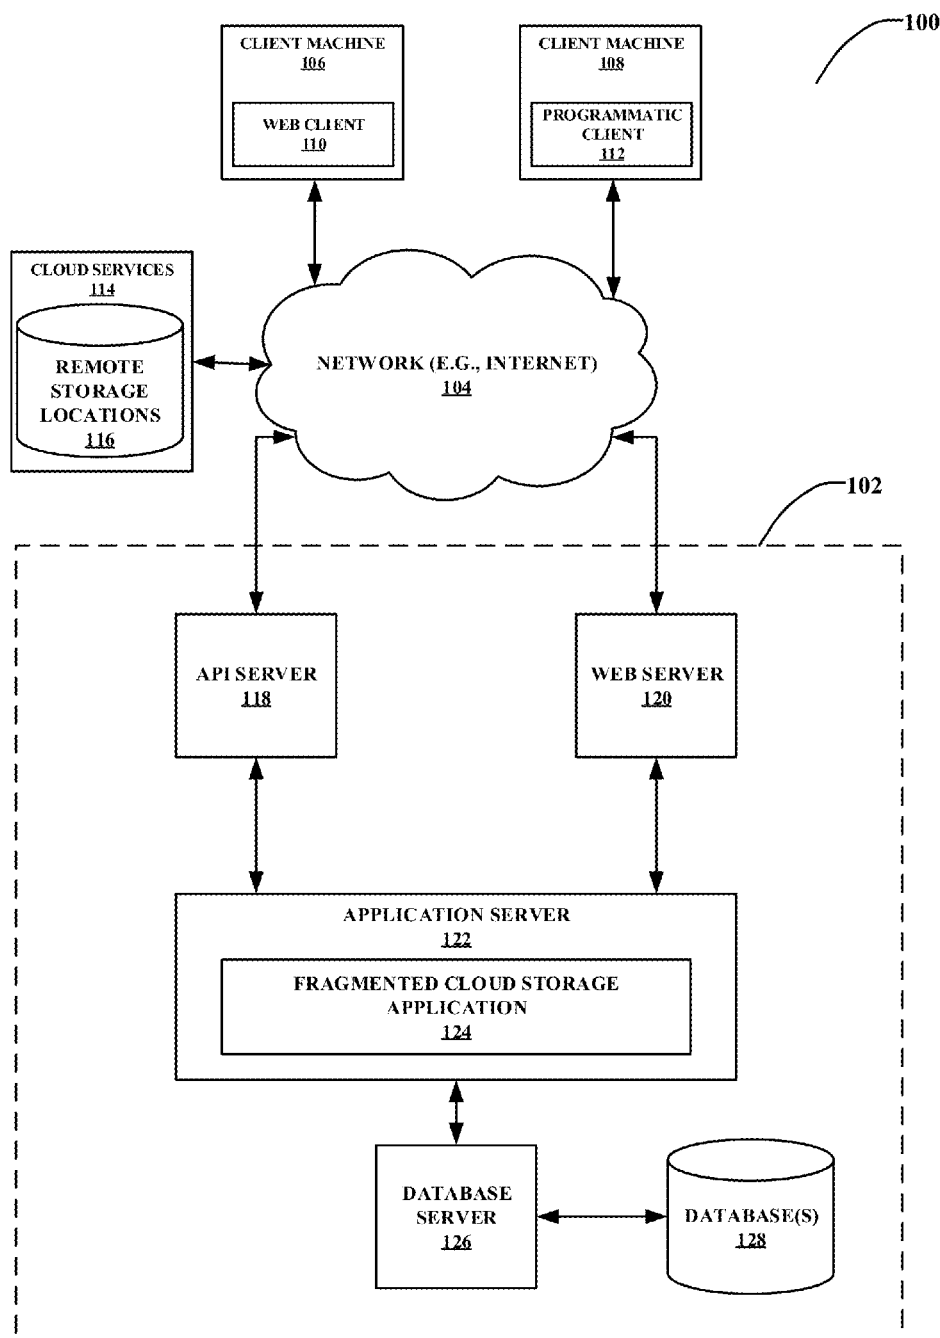 100
CLIENT MACHINE
106
WEB CLIENT
110
CLIENT MACHINE
108
PROGRAMMATIC
CLIENT
112
CLOUD SERVICES
114
REMOTE
STORAGE
LOCATIONS
116
NETWORK (E.G., INTERNET)
104
102
API SERVER
118
WEB SERVER
120
APPLICATION SERVER
122
FRAGMENTED CLOUD STORAGE
APPLICATION
124
DATABASE
SERVER
126
DATABASE(S)
128